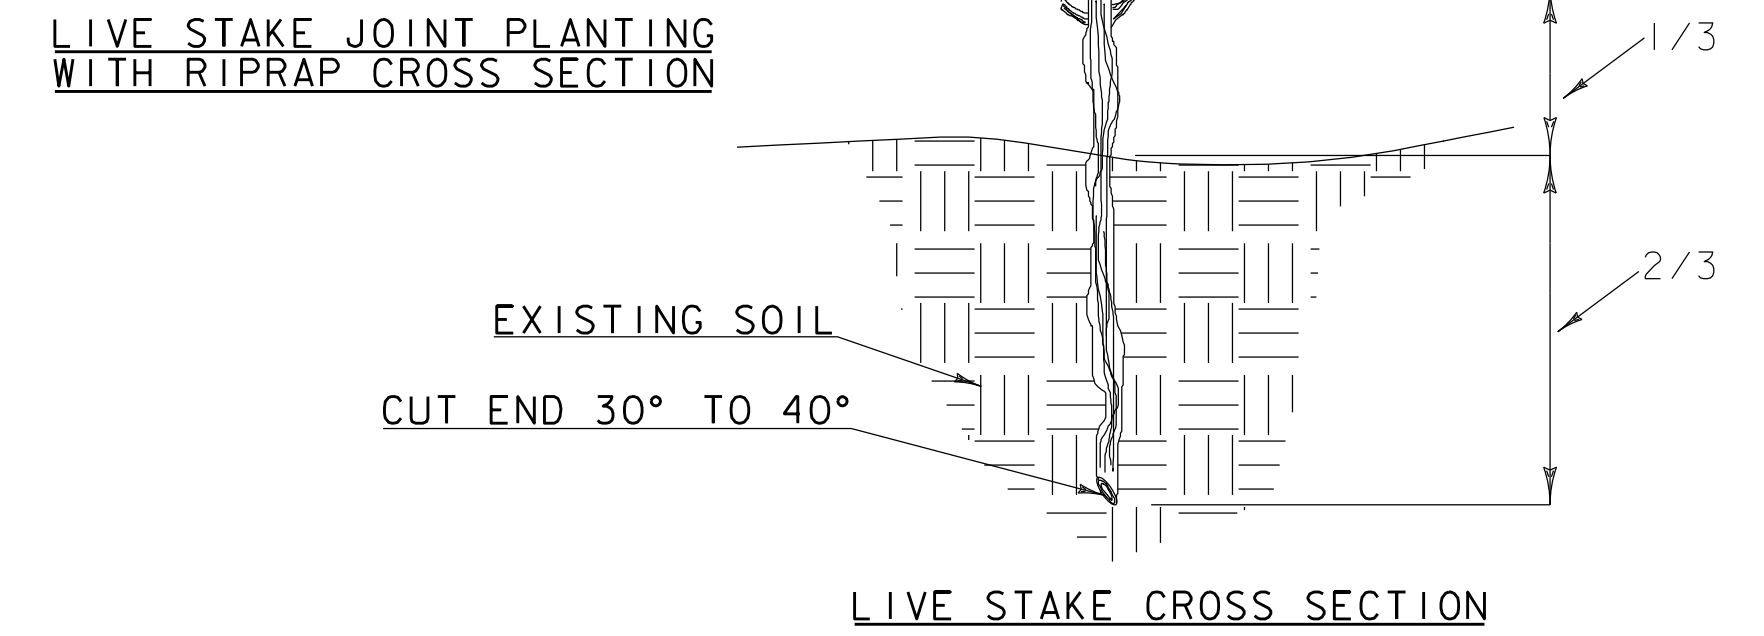 LIVE STAKE JOINT PLANTING
WITH RIPRAP CROSS SECTION
1/3
2/3
EXISTING SOIL
CUT END 30° TO 40°
LIVE STAKE CROSS SECTION